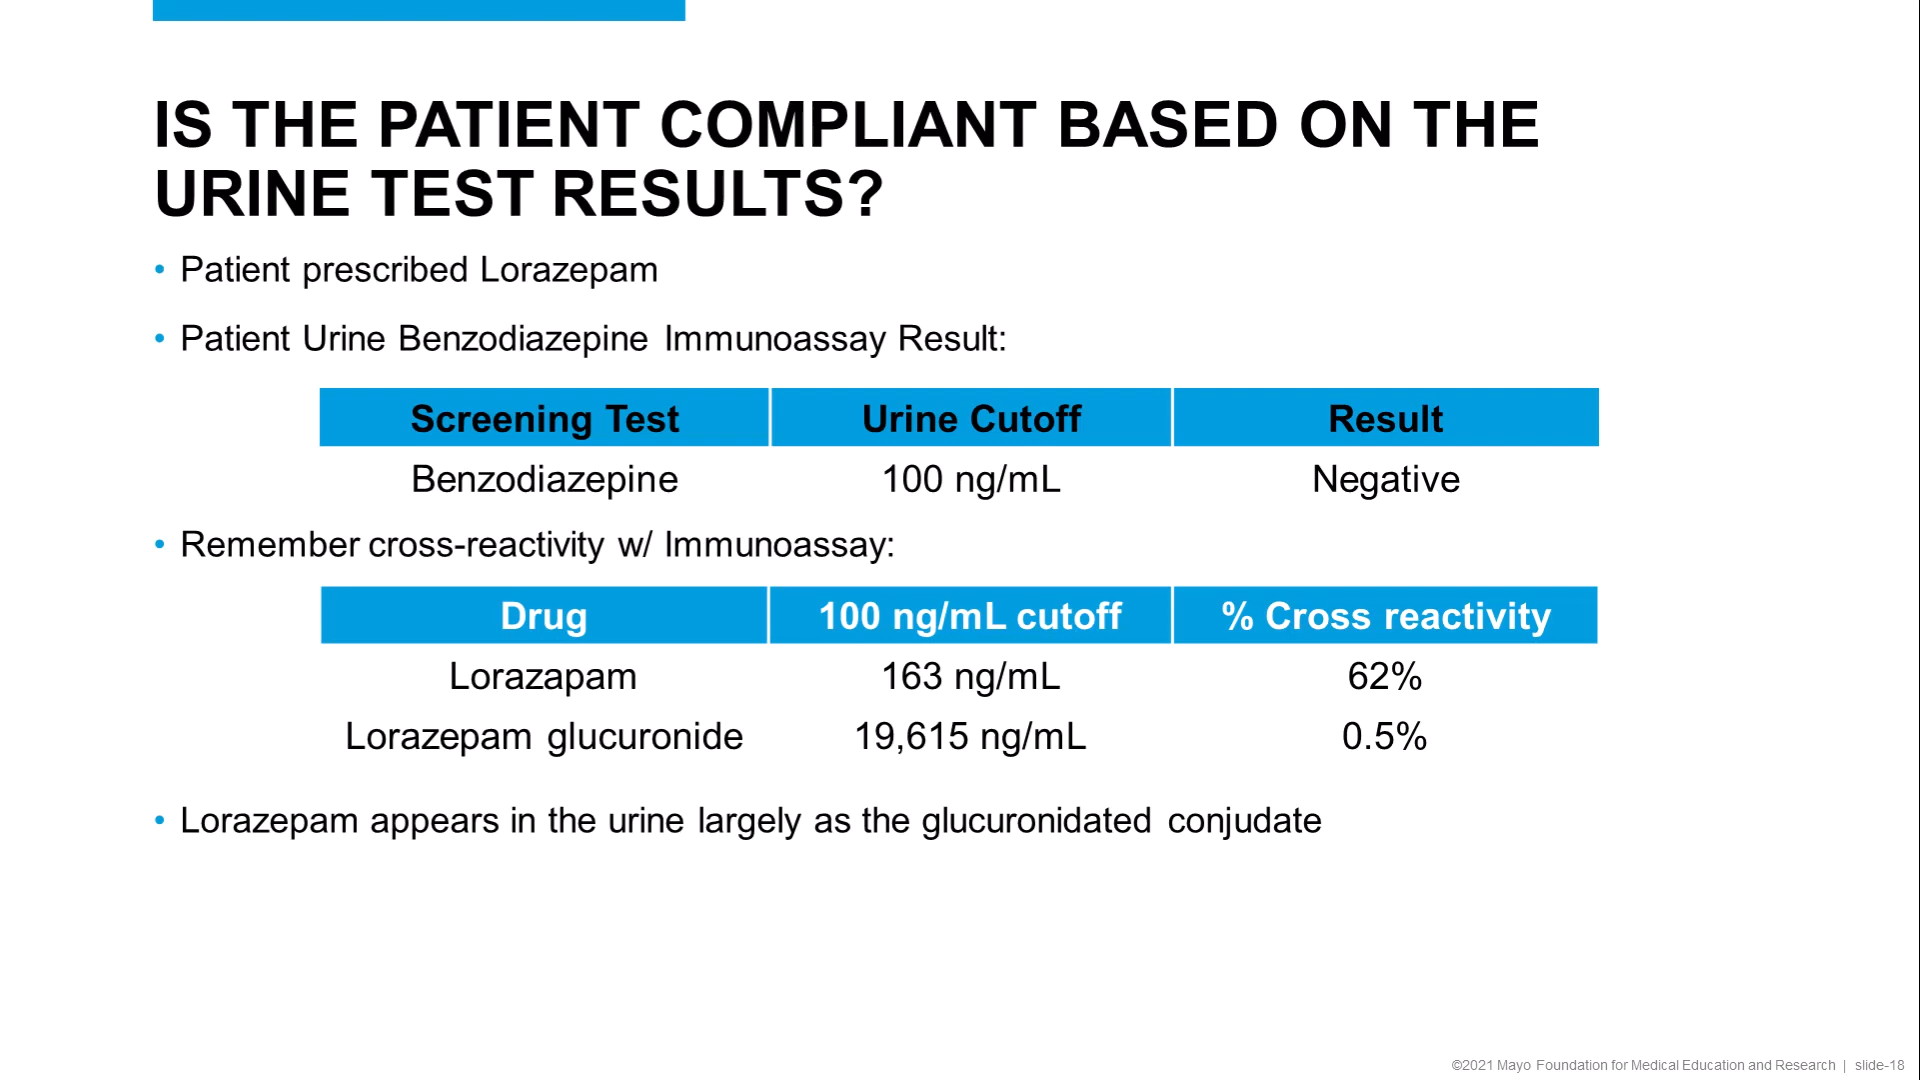 IS THE PATIENT COMPLIANT BASED ON THE
URINE TEST RESULTS?
• Patient prescribed Lorazepam
• Patient Urine Benzodiazepine Immunoassay Result:
Screening Test Urine Cutoff Result
Benzodiazepine 100 ng/mL Negative
• Remember cross-reactivity w/ Immunoassay:
Drug 100 ng/mL cutoff % Cross reactivity
Lorazapam 163 ng/mL 62%
Lorazepam glucuronide 19,615 ng/mL 0.5%
• Lorazepam appears in the urine largely as the glucuronidated conjudate
©2021 Mayo Foundation for Medical Education and Research | slide-18